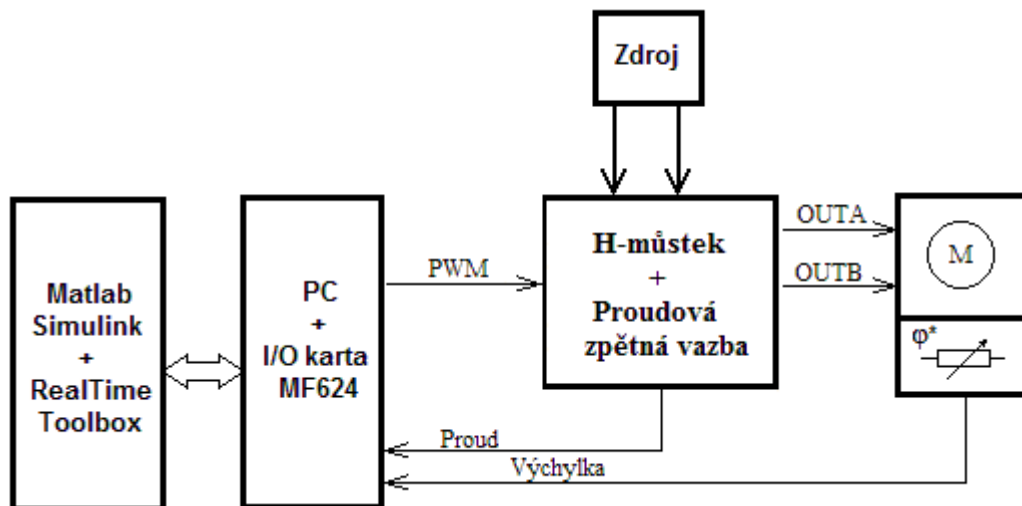 Zdroj
Matlab
Simulink
+
RealTime
Toolbox
PC
+
I/O karta
MF624
PWM
H-můstek
+
Proudová
zpětná vazba
OUTA
OUTB
M
φ*
Proud
Výchylka